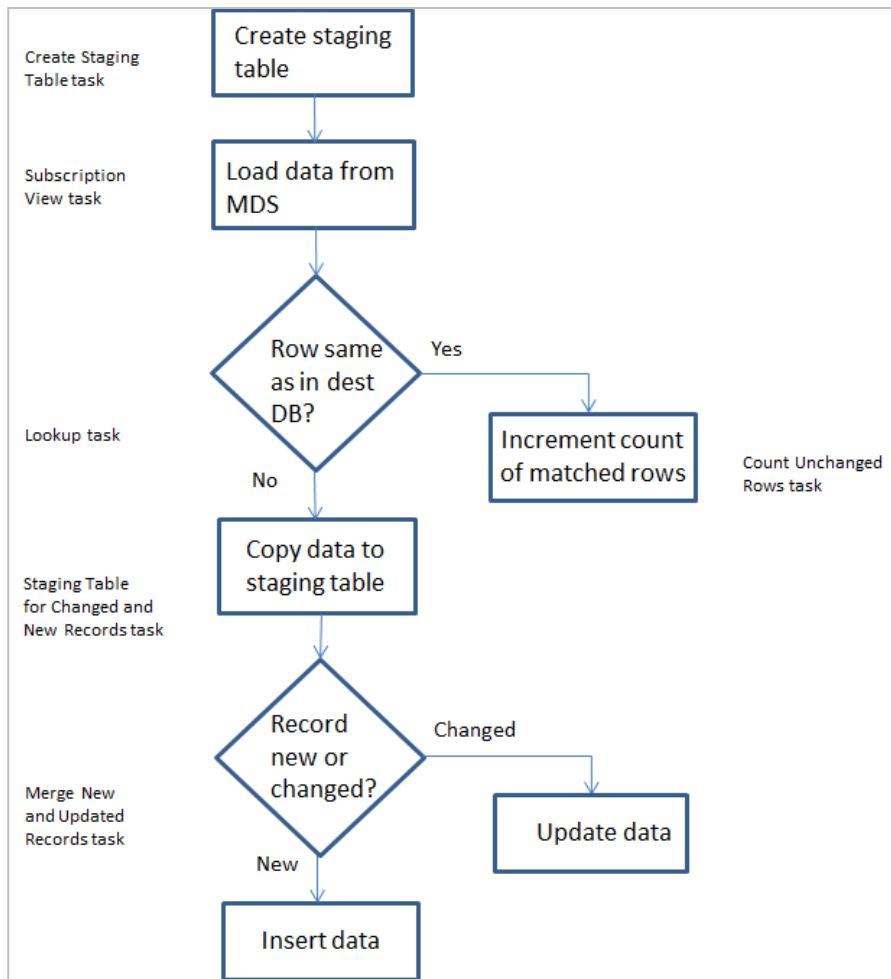 Create staging
table
Create Staging
Table task
Load data from
MDS
Subscription
View task
Row same
as in dest
DB?
Yes
Lookup task
Increment count
of matched rows
Count Unchanged
Rows task
No
Copy data to
staging table
Staging Table
for Changed and
New Records task
Record
new or
changed?
Changed
Merge New
and Updated
Records task
Update data
New
Insert data